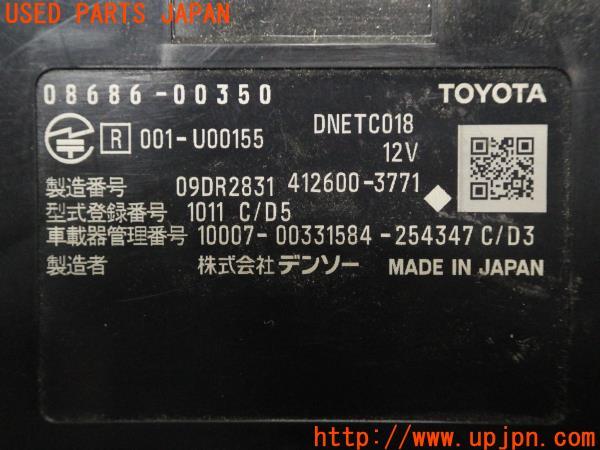 USED PARTS JAPAN
08686-00350 TOYOTA
R 001-U00155 DNETC018
12V
製造番号 09DR2831 412600-3771
型式登録番号 1011 C/D5
車載器管理番号 10007-00331584-254347 C/D3
製造者 株式会社 デンソー MADE IN JAPAN
UPJ http://www.upjpn.com